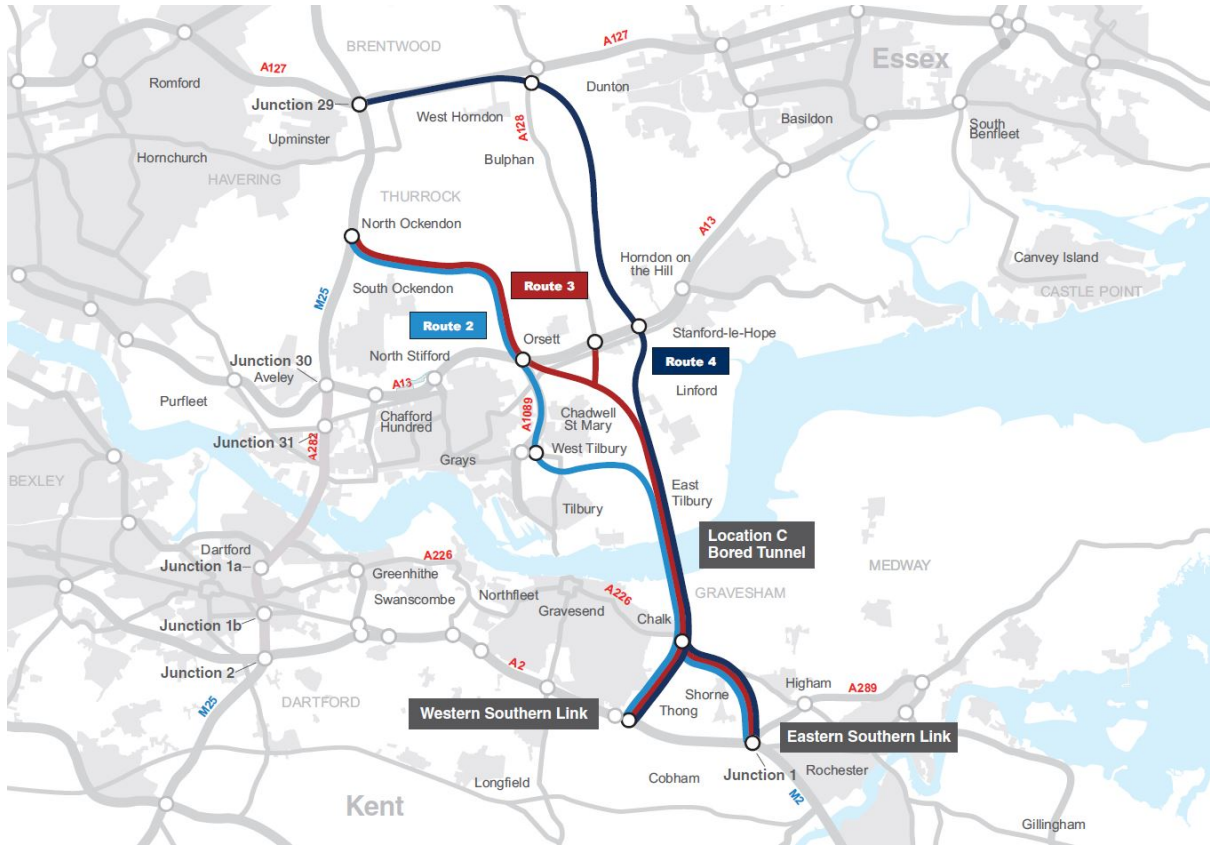 BRENTWOOD
A127
Essex
Romford
A127
Dunton
Junction 29
West Horndon
Upminster
A128
Basildon
South
Benfleet
Hornchurch
Bulphan
HAVERING
THURROCK
North Ockendon
A13
Horndon on
the Hill
Canvey Island
CASTLE POINT
South Ockendon
M25
Route 3
Route 2
Orsett
Stanford-le-Hope
North Stifford
Junction 30
Aveley
Route 4
A13
Linford
Purfleet
Chafford
Hundred
A1089
Chadwell
St Mary
Junction 31
A282
Grays
West Tilbury
BEXLEY
East
Tilbury
Tilbury
Location C
Bored Tunnel
Dartford
A226
Junction 1a
Greenhithe
MEDWAY
Swanscombe
Northfleet
A226
GRAVESHAM
Gravesend
Chalk
Junction 1b
A2
Junction 2
Higham
A289
Shorne
DARTFORD
Thong
M25
Western Southern Link
Eastern Southern Link
Junction 1
Rochester
Cobham
Longfield
M2
Kent
Gillingham